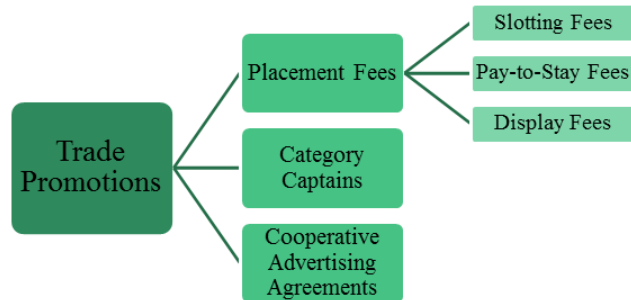 Trade
Promotions
Placement Fees
Slotting Fees
Pay-to-Stay Fees
Display Fees
Category
Captains
Cooperative
Advertising
Agreements